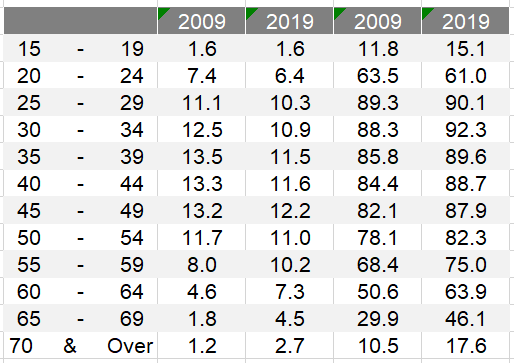 2009 2019 2009 2019
15 - 19 1.6 1.6 11.8 15.1
20 - 24 7.4 6.4 63.5 61.0
25 - 29 11.1 10.3 89.3 90.1
30 - 34 12.5 10.9 88.3 92.3
35 - 39 13.5 11.5 85.8 89.6
40 - 44 13.3 11.6 84.4 88.7
45 - 49 13.2 12.2 82.1 87.9
50 - 54 11.7 11.0 78.1 82.3
55 - 59 8.0 10.2 68.4 75.0
60 - 64 4.6 7.3 50.6 63.9
65 - 69 1.8 4.5 29.9 46.1
70 & Over 1.2 2.7 10.5 17.6